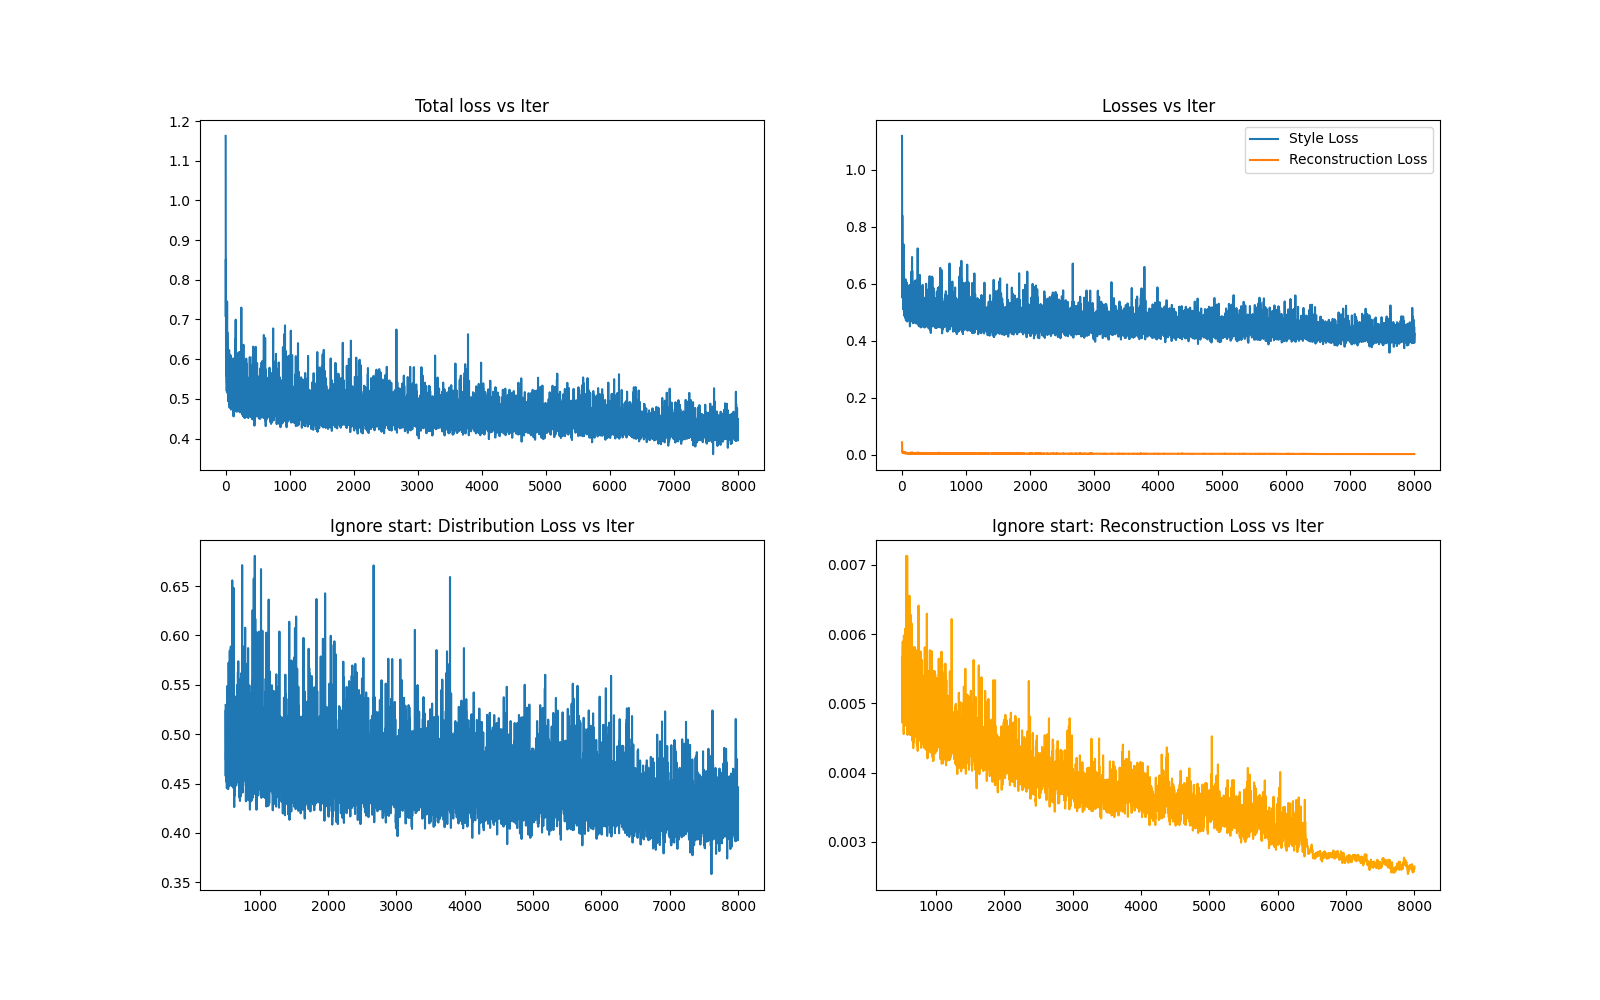 Total loss vs Iter
1.2
1.1
1.0
0.9
0.8
0.7
0.6
0.5
0.4
0 1000 2000 3000 4000 5000 6000 7000 8000
Losses vs Iter
Style Loss
Reconstruction Loss
1.0
0.8
0.6
0.4
0.2
0.0
0 1000 2000 3000 4000 5000 6000 7000 8000
Ignore start: Distribution Loss vs Iter
0.65
0.60
0.55
0.50
0.45
0.40
0.35
1000 2000 3000 4000 5000 6000 7000 8000
Ignore start: Reconstruction Loss vs Iter
0.007
0.006
0.005
0.004
0.003
1000 2000 3000 4000 5000 6000 7000 8000